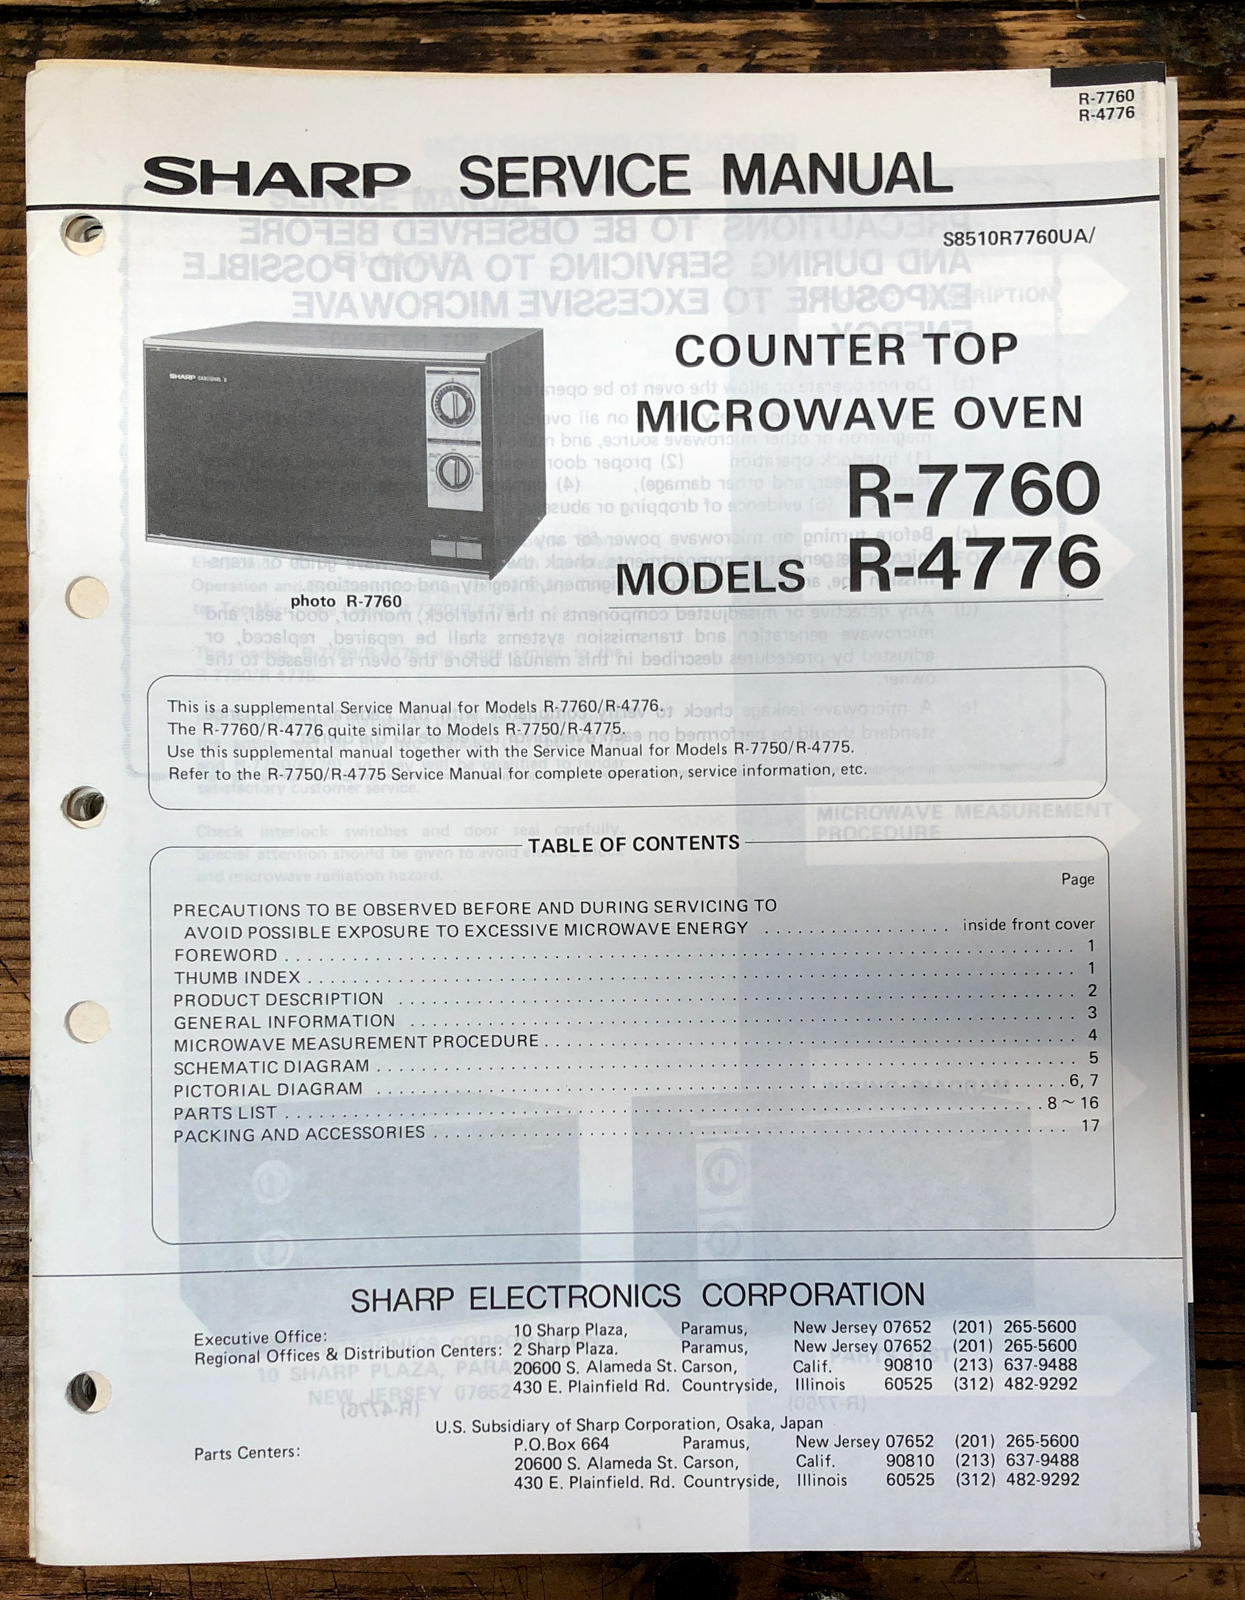 R-7760
R-4776
SHARP SERVICE MANUAL
S8510R7760UA/
COUNTER TOP
MICROWAVE OVEN
R-7760
MODELS R-4776
SHARP
photo R-7760
This is a supplemental Service Manual for Models R-7760/R-4776.
The R-7760/R-4776 quite similar to Models R-7750/R-4775.
Use this supplemental manual together with the Service Manual for Models R-7750/R-4775.
Refer to the R-7750/R-4775 Service Manual for complete operation, service information, etc.
TABLE OF CONTENTS
Page
PRECAUTIONS TO BE OBSERVED BEFORE AND DURING SERVICING TO
AVOID POSSIBLE EXPOSURE TO EXCESSIVE MICROWAVE ENERGY . . . . . . . . . . . . . . . . . inside front cover
FOREWORD . . . . . . . . . . . . . . . . . . . . 1
THUMB INDEX . . . . . . . . . . . . . . . . . . . . 1
PRODUCT DESCRIPTION . . . . . . . . . . . . . . . . . . . . 2
GENERAL INFORMATION . . . . . . . . . . . . . . . . . . . . 3
MICROWAVE MEASUREMENT PROCEDURE . . . . . . . . . . . . . . . . . . . . 4
SCHEMATIC DIAGRAM . . . . . . . . . . . . . . . . . . . . 5
PICTORIAL DIAGRAM . . . . . . . . . . . . . . . . . . . . 6, 7
PARTS LIST . . . . . . . . . . . . . . . . . . . . 8 ~ 16
PACKING AND ACCESSORIES . . . . . . . . . . . . . . . . . . . . 17
SHARP ELECTRONICS CORPORATION
Executive Office: 10 Sharp Plaza, Paramus, New Jersey 07652 (201) 265-5600
Regional Offices & Distribution Centers: 2 Sharp Plaza. Paramus, New Jersey 07652 (201) 265-5600
20600 S. Alameda St. Carson, Calif. 90810 (213) 637-9488
430 E. Plainfield Rd. Countryside, Illinois 60525 (312) 482-9292
U.S. Subsidiary of Sharp Corporation, Osaka, Japan
Parts Centers: P.O.Box 664 Paramus, New Jersey 07652 (201) 265-5600
20600 S. Alameda St. Carson, Calif. 90810 (213) 637-9488
430 E. Plainfield. Rd. Countryside, Illinois 60525 (312) 482-9292